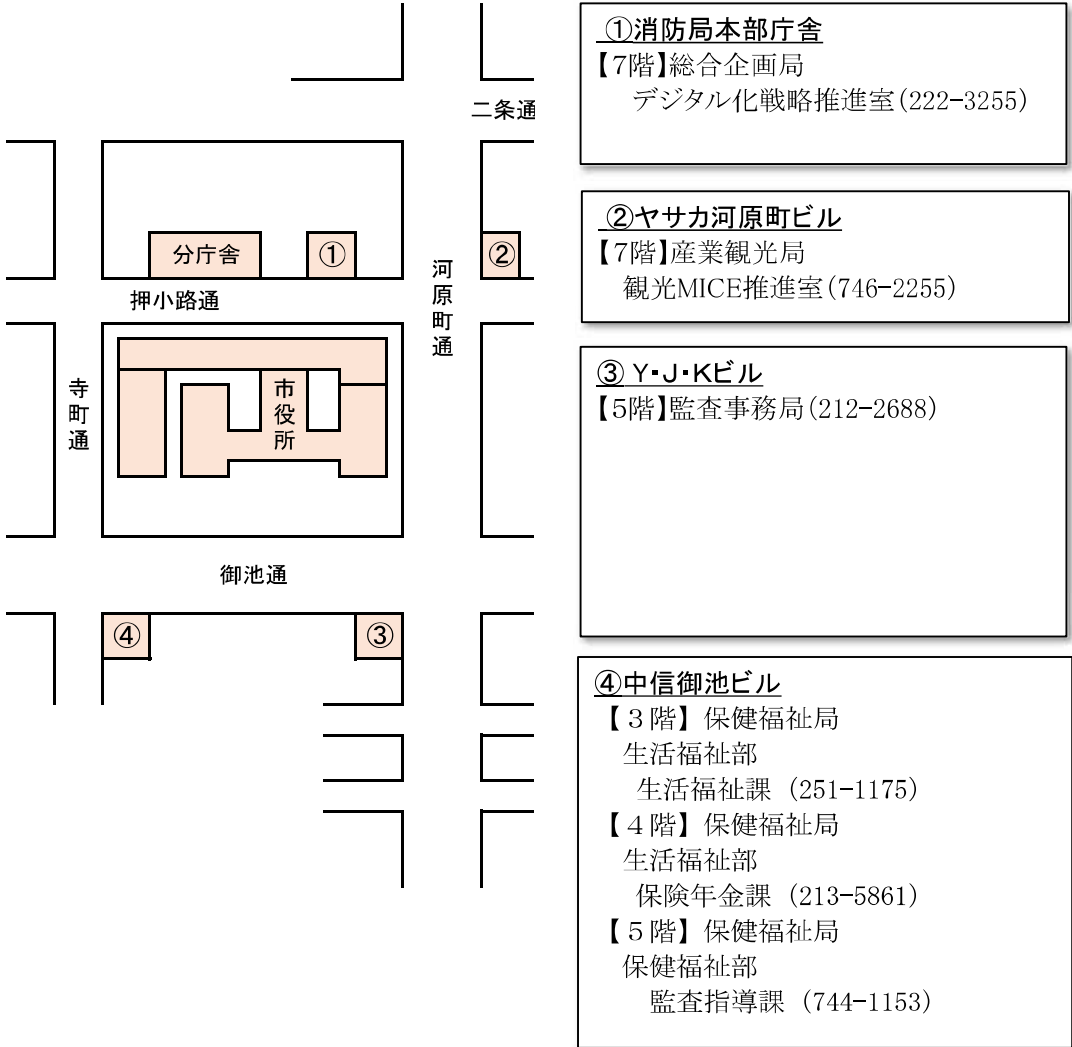 二条通
分庁舎
①
②
押小路通
河原町通
寺町通
市役所
御池通
④
③
①消防局本部庁舎
【7階】総合企画局
デジタル化戦略推進室(222-3255)
②ヤサカ河原町ビル
【7階】産業観光局
観光MICE推進室(746-2255)
③ Y・J・Kビル
【5階】監査事務局(212-2688)
④中信御池ビル
【３階】保健福祉局
生活福祉部
生活福祉課 (251-1175)
【４階】保健福祉局
生活福祉部
保険年金課 (213-5861)
【５階】保健福祉局
保健福祉部
監査指導課 (744-1153)